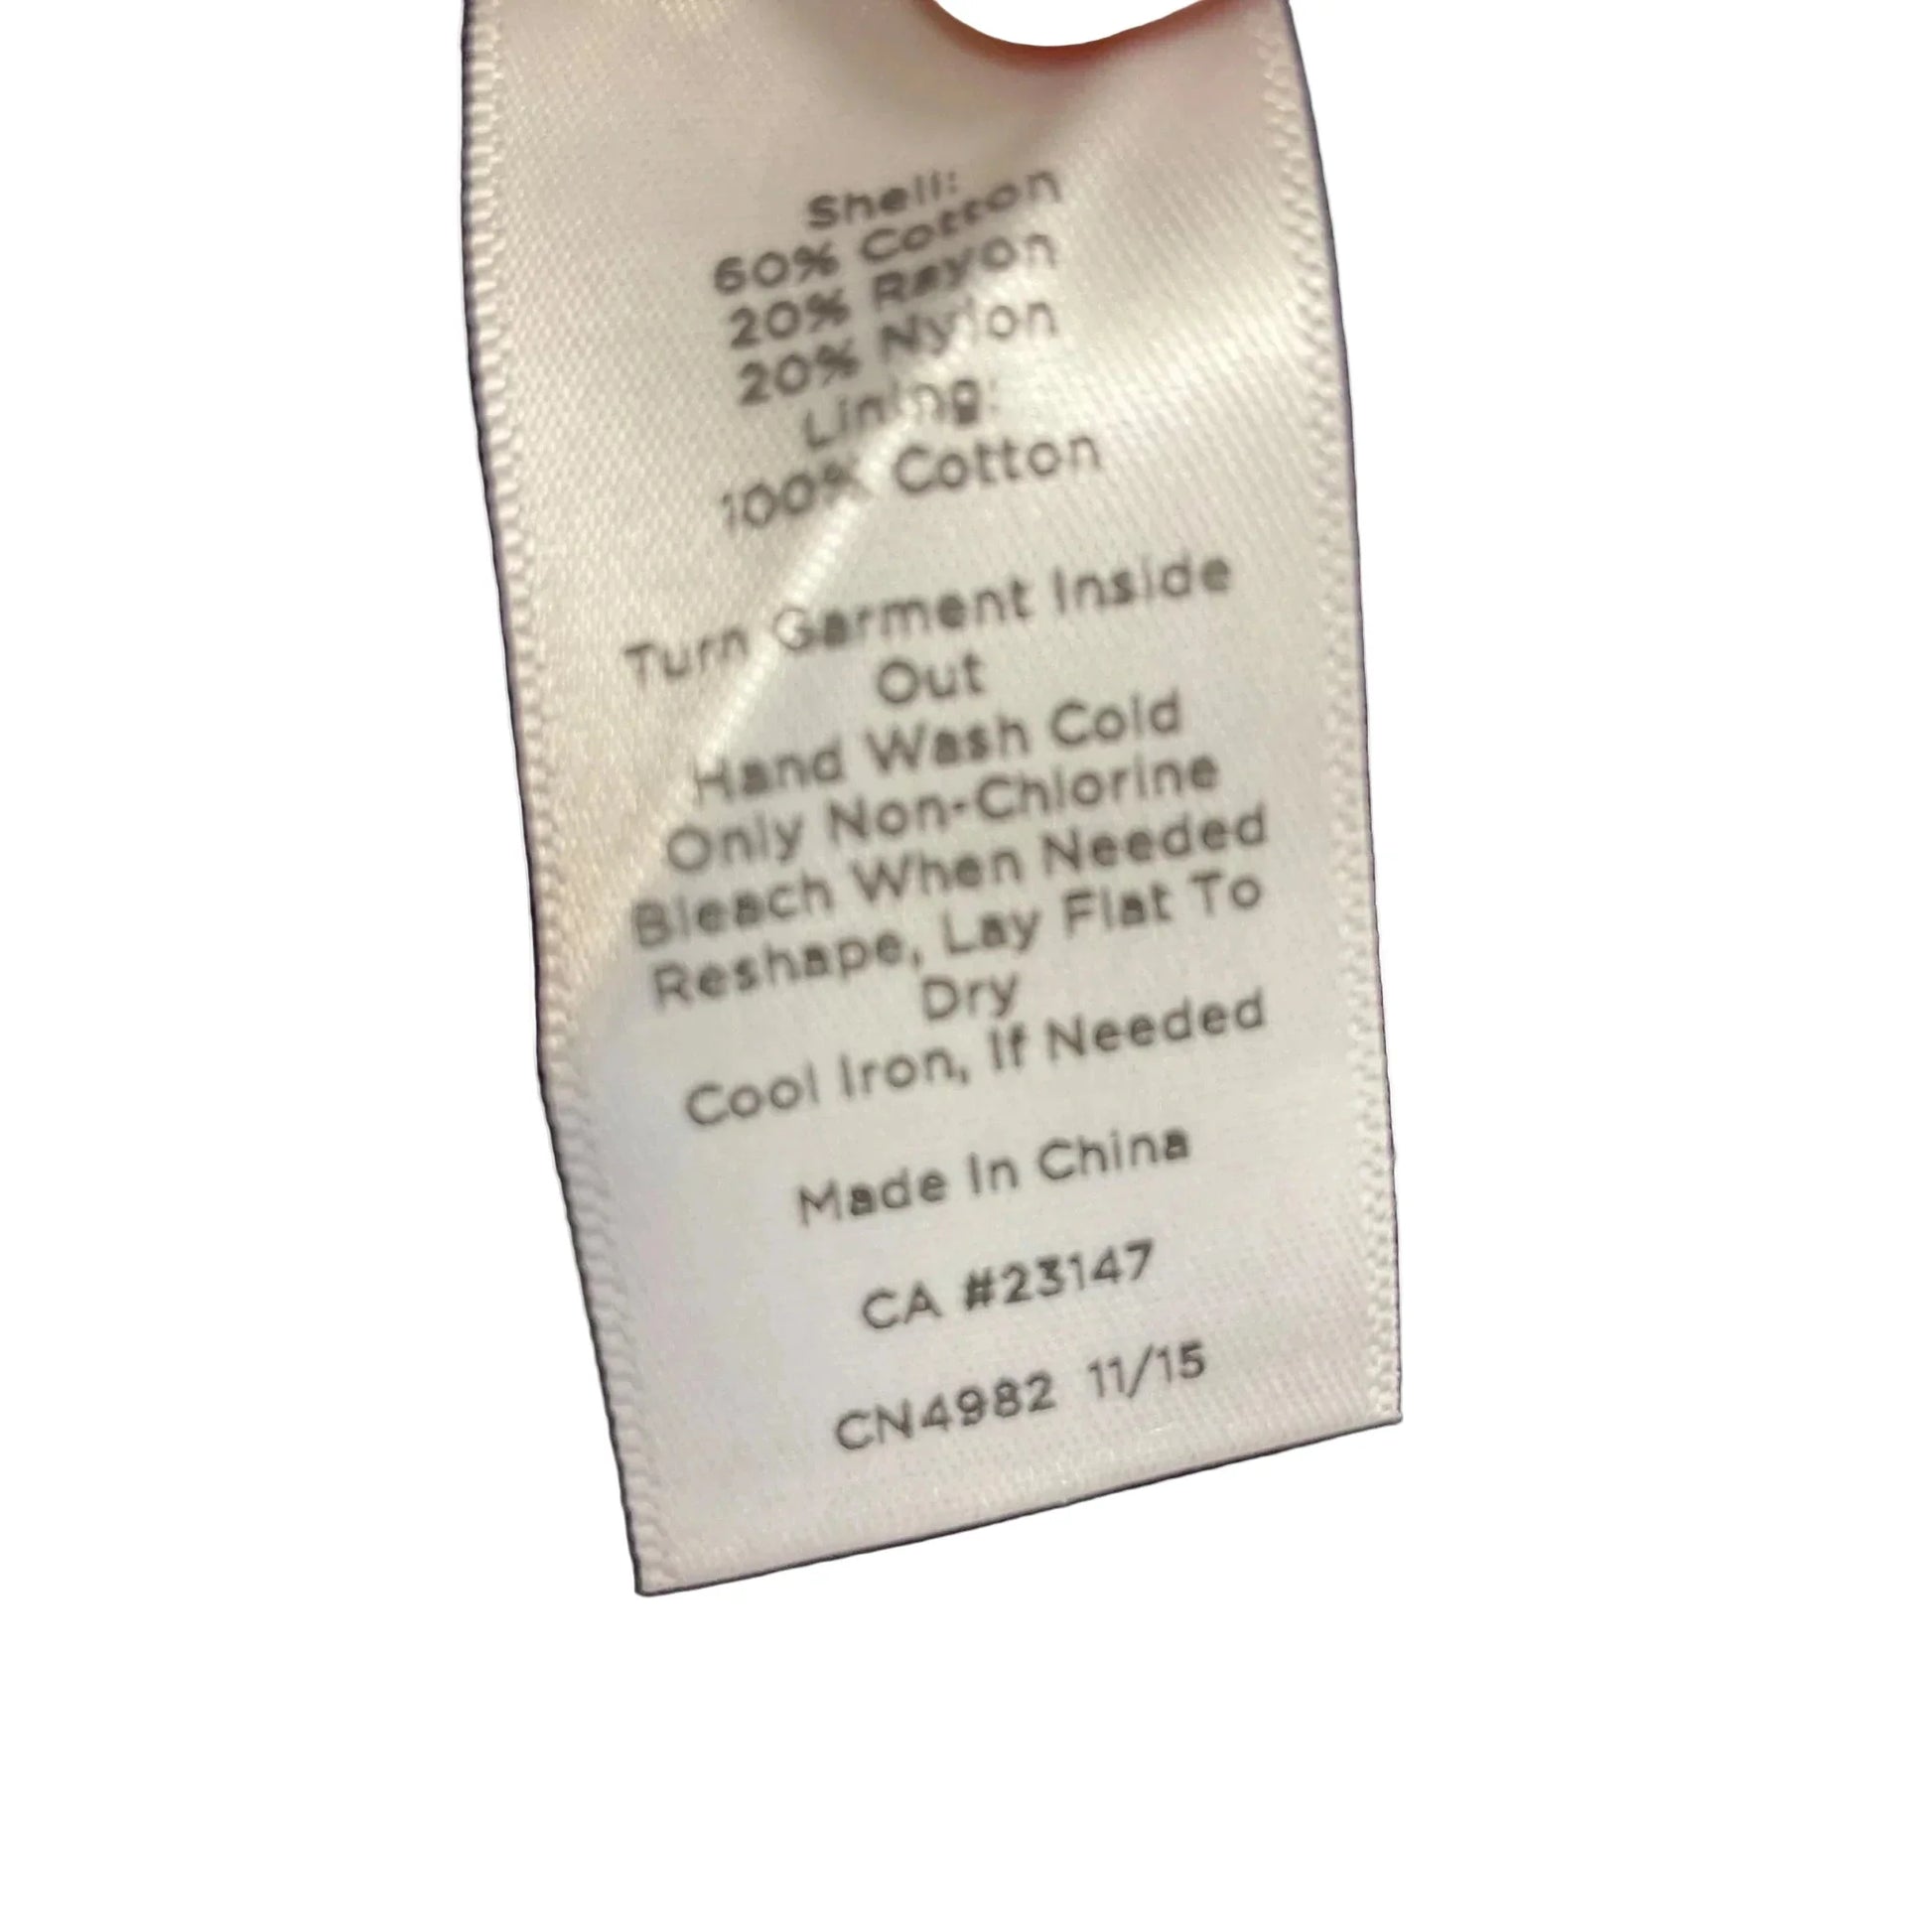 Shell:
60% Cotton
20% Rayon
20% Nylon
Lining:
100% Cotton
Turn Garment Inside
Out
Hand Wash Cold
Only Non-Chlorine
Bleach When Needed
Reshape, Lay Flat To
Dry
Cool Iron, If Needed
Made In China
CA #23147
CN4982 11/15